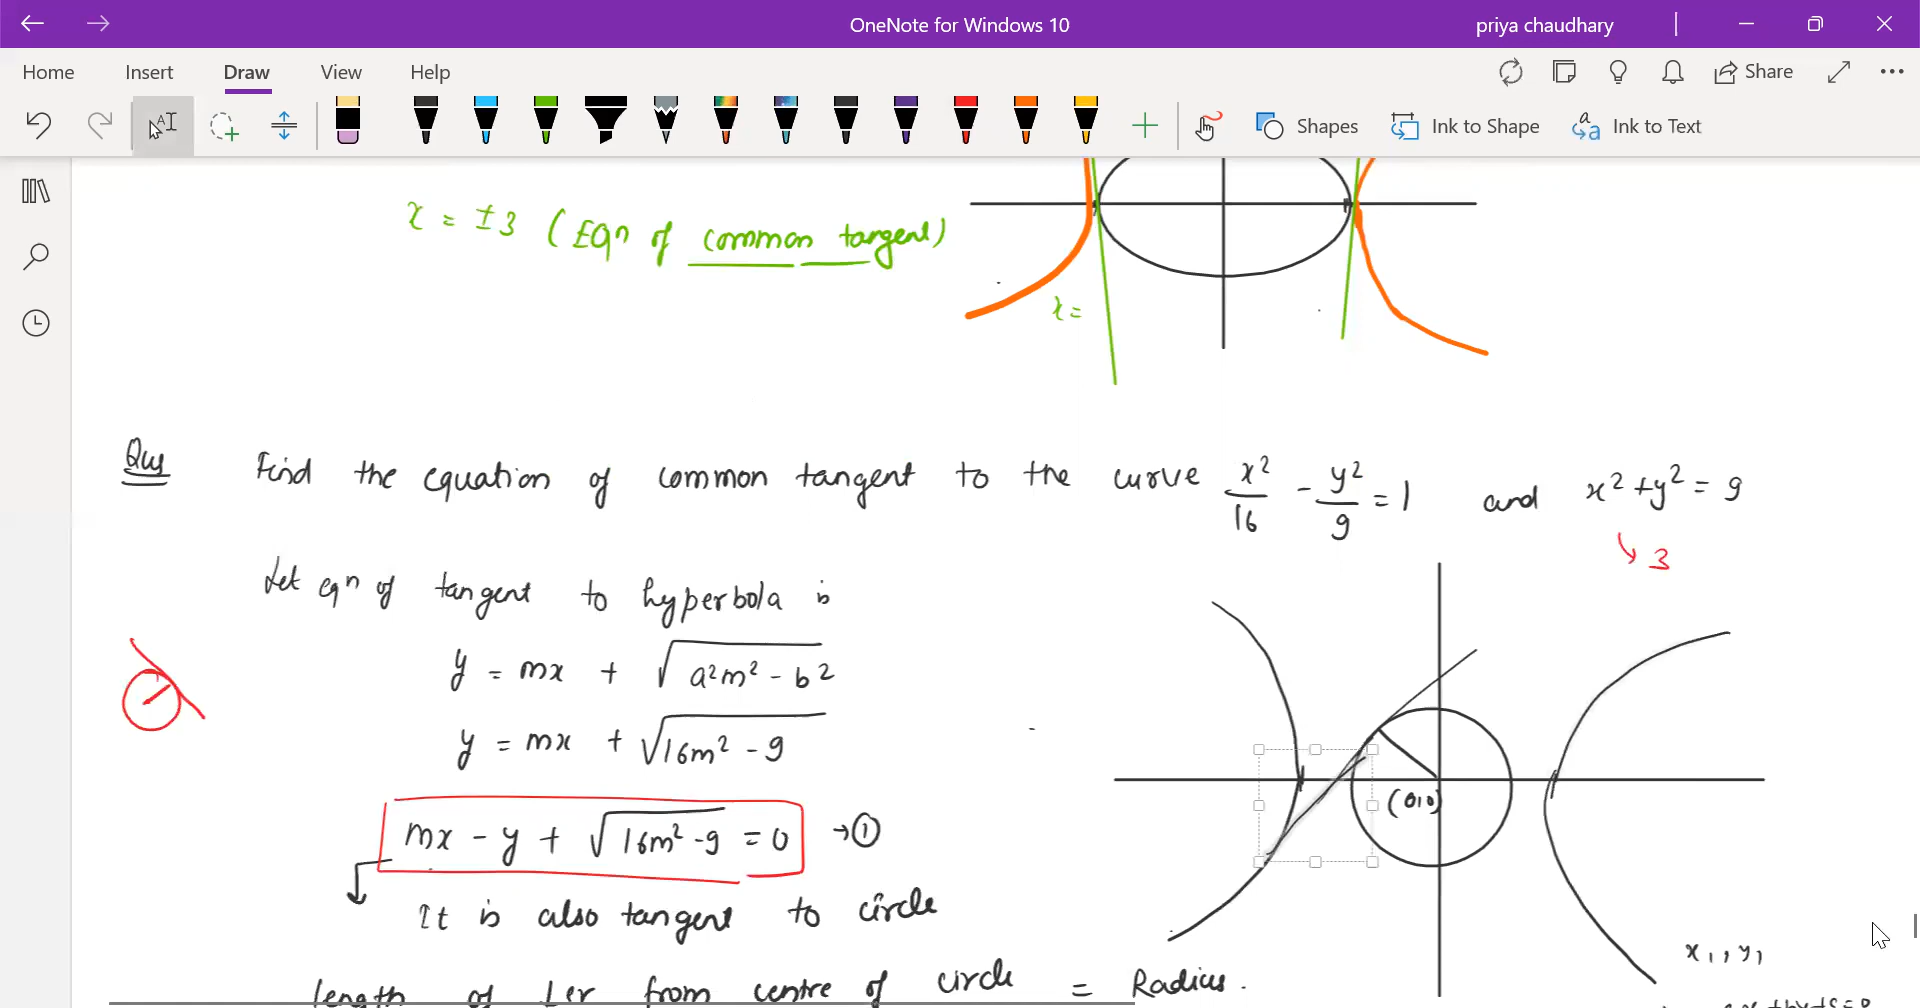 OneNote for Windows 10
priya chaudhary
Home Insert Draw View Help
Share
Shapes Ink to Shape Ink to Text
x = ±3 (Eqn of common tangent)
x =
Ques Find the equation of common tangent to the curve x²/16 - y²/9 = 1 and x² + y² = 9
↳ 3
Let eqn of tangent to hyperbola is
y = mx + √a²m² - b²
y = mx + √16m² - 9
mx - y + √16m² - 9 = 0 → ①
(0,0)
It is also tangent to circle
x₁, y₁
length of ⊥er from centre of circle = Radius.